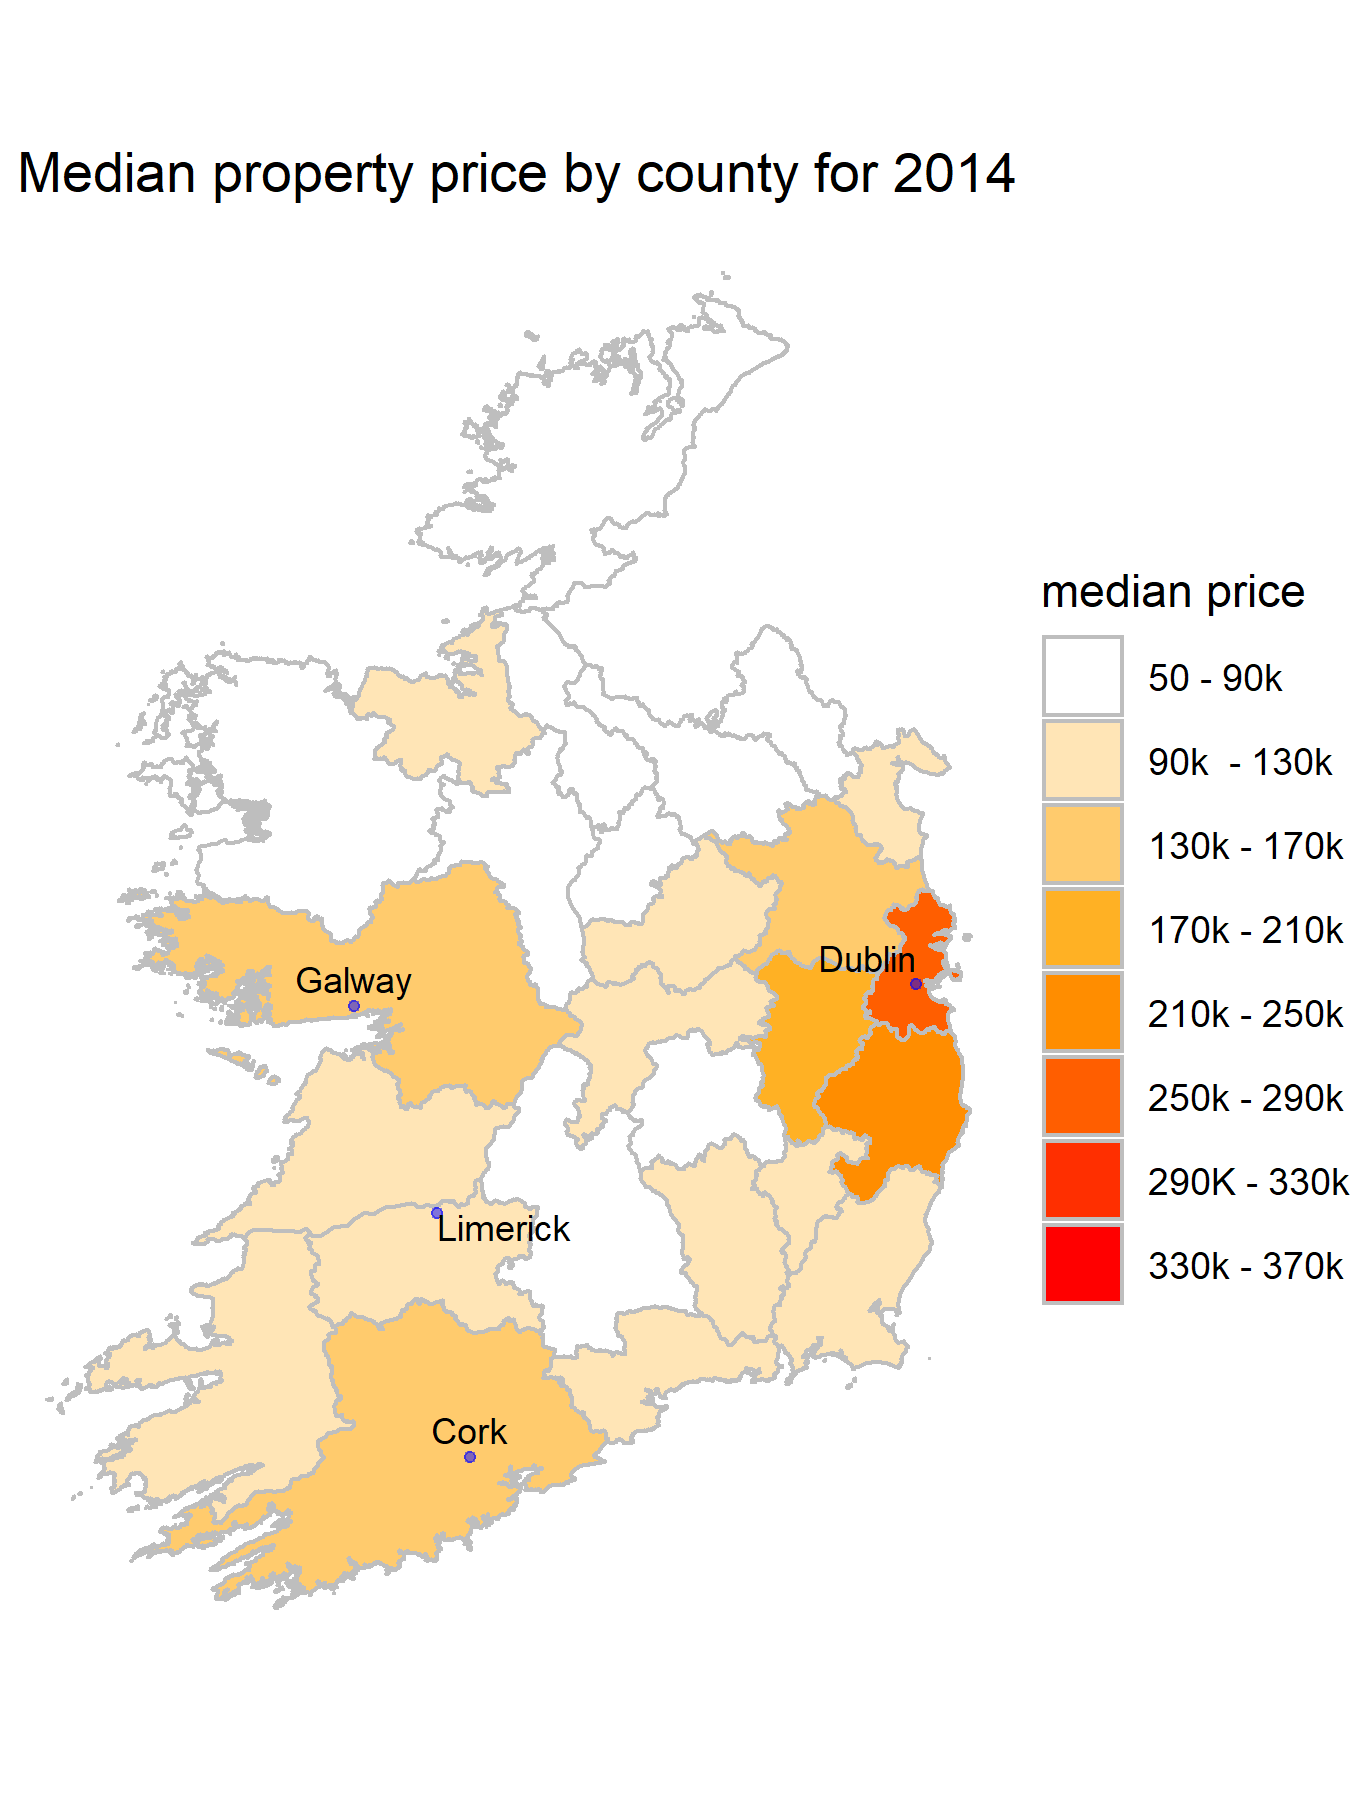 Median property price by county for 2014
median price
50 - 90k
90k  - 130k
130k - 170k
170k - 210k
210k - 250k
250k - 290k
290K - 330k
330k - 370k
Dublin
Galway
Limerick
Cork